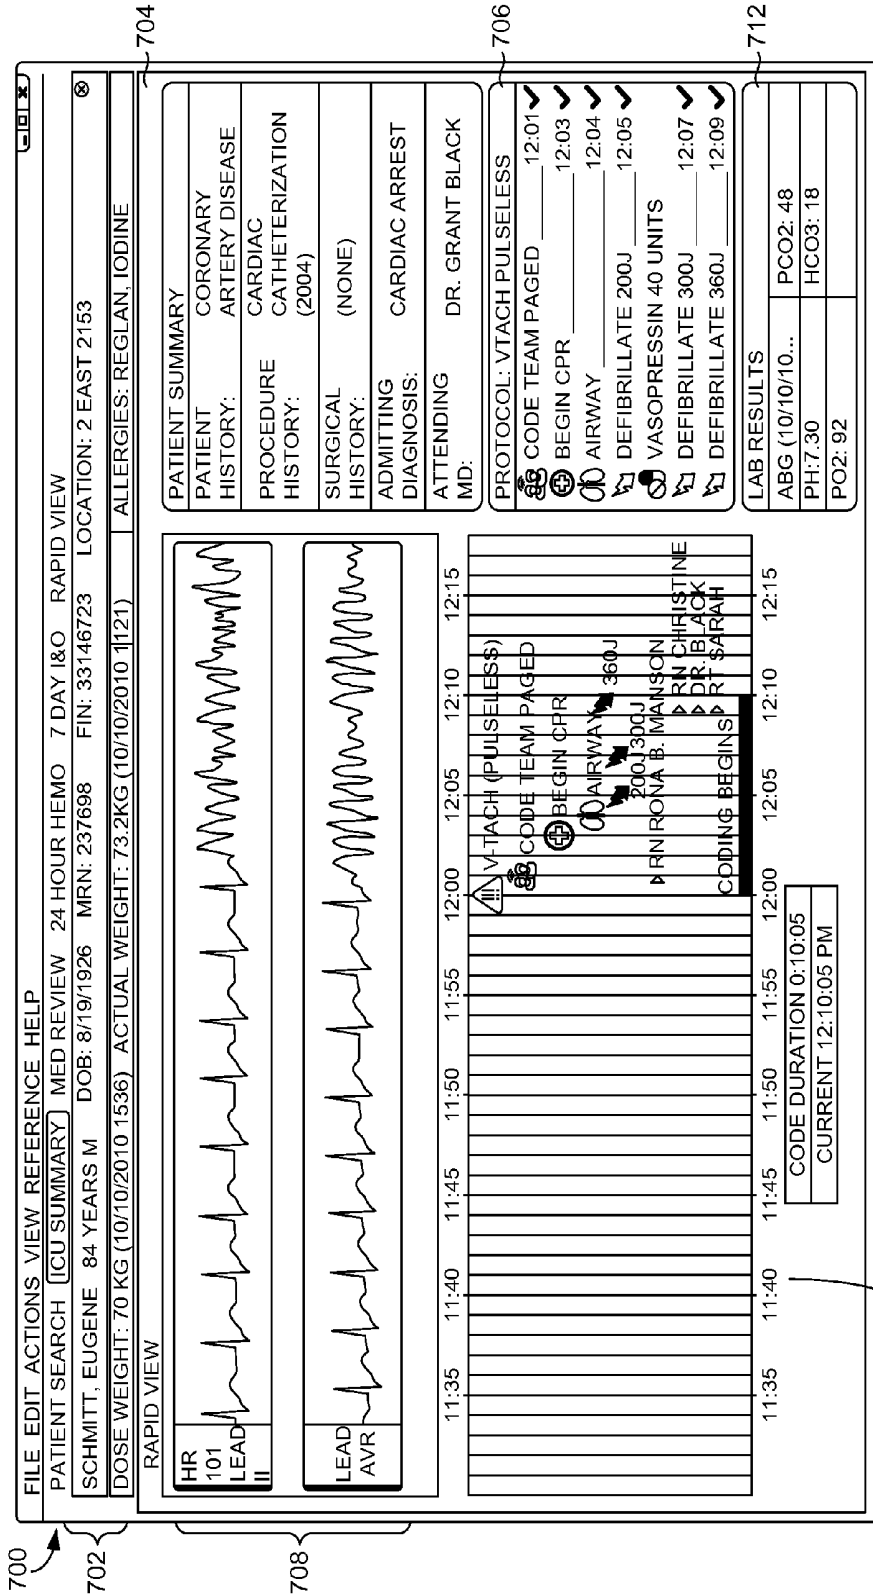 700
FILE EDIT ACTIONS VIEW REFERENCE HELP
PATIENT SEARCH ICU SUMMARY MED REVIEW 24 HOUR HEMO 7 DAY I&O RAPID VIEW
702
SCHMITT, EUGENE 84 YEARS M DOB: 8/19/1926 MRN: 237698 FIN: 33146723 LOCATION: 2 EAST 2153
DOSE WEIGHT: 70 KG (10/10/2010 1536) ACTUAL WEIGHT: 73.2KG (10/10/2010 1121) ALLERGIES: REGLAN, IODINE
704
RAPID VIEW
708
HR
101
LEAD
II
LEAD
AVR
PATIENT SUMMARY
PATIENT HISTORY: CORONARY ARTERY DISEASE
PROCEDURE HISTORY: CARDIAC CATHETERIZATION (2004)
SURGICAL HISTORY: (NONE)
ADMITTING DIAGNOSIS: CARDIAC ARREST
ATTENDING MD: DR. GRANT BLACK
11:35 11:40 11:45 11:50 11:55 12:00 12:05 12:10 12:15
V-TACH (PULSELESS)
CODE TEAM PAGED
BEGIN CPR
AIRWAY
200J 300J 360J
RN RONA B. MANSON
RN CHRISTINE
DR. BLACK
RT SARAH
CODING BEGINS
11:35 11:40 11:45 11:50 11:55 12:00 12:05 12:10 12:15
CODE DURATION 0:10:05
CURRENT 12:10:05 PM
706
PROTOCOL: VTACH PULSELESS
CODE TEAM PAGED 12:01
BEGIN CPR 12:03
AIRWAY 12:04
DEFIBRILLATE 200J 12:05
VASOPRESSIN 40 UNITS
DEFIBRILLATE 300J 12:07
DEFIBRILLATE 360J 12:09
712
LAB RESULTS
ABG (10/10/10...
PH:7.30
PO2: 92
PCO2: 48
HCO3: 18